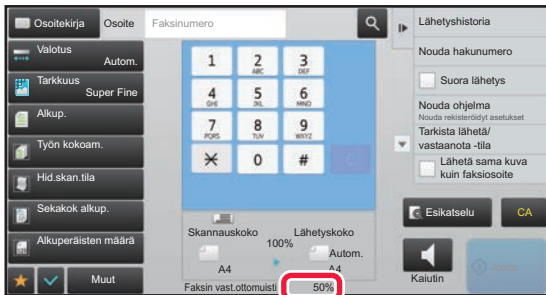 Osoitekirja
Osoite
Faksinumero
Valotus
Autom.
Tarkkuus
Super Fine
Alkup.
Työn kokoam.
Hid.skan.tila
Sekakok alkup.
Alkuperäisten määrä
Muut
1
2 ABC
3 DEF
4 GHI
5 JKL
6 MNO
7 PQRS
8 TUV
9 WXYZ
0
#
C
Skannauskoko
Lähetyskoko
100%
Autom.
A4
A4
Faksin vast.ottomuisti
50%
Lähetyshistoria
Nouda hakunumero
Suora lähetys
Nouda ohjelma
Nouda rekisteröidyt asetukset
Tarkista lähetä/
vastaanota -tila
Lähetä sama kuva
kuin faksiosoite
Esikatselu
CA
Kaiutin